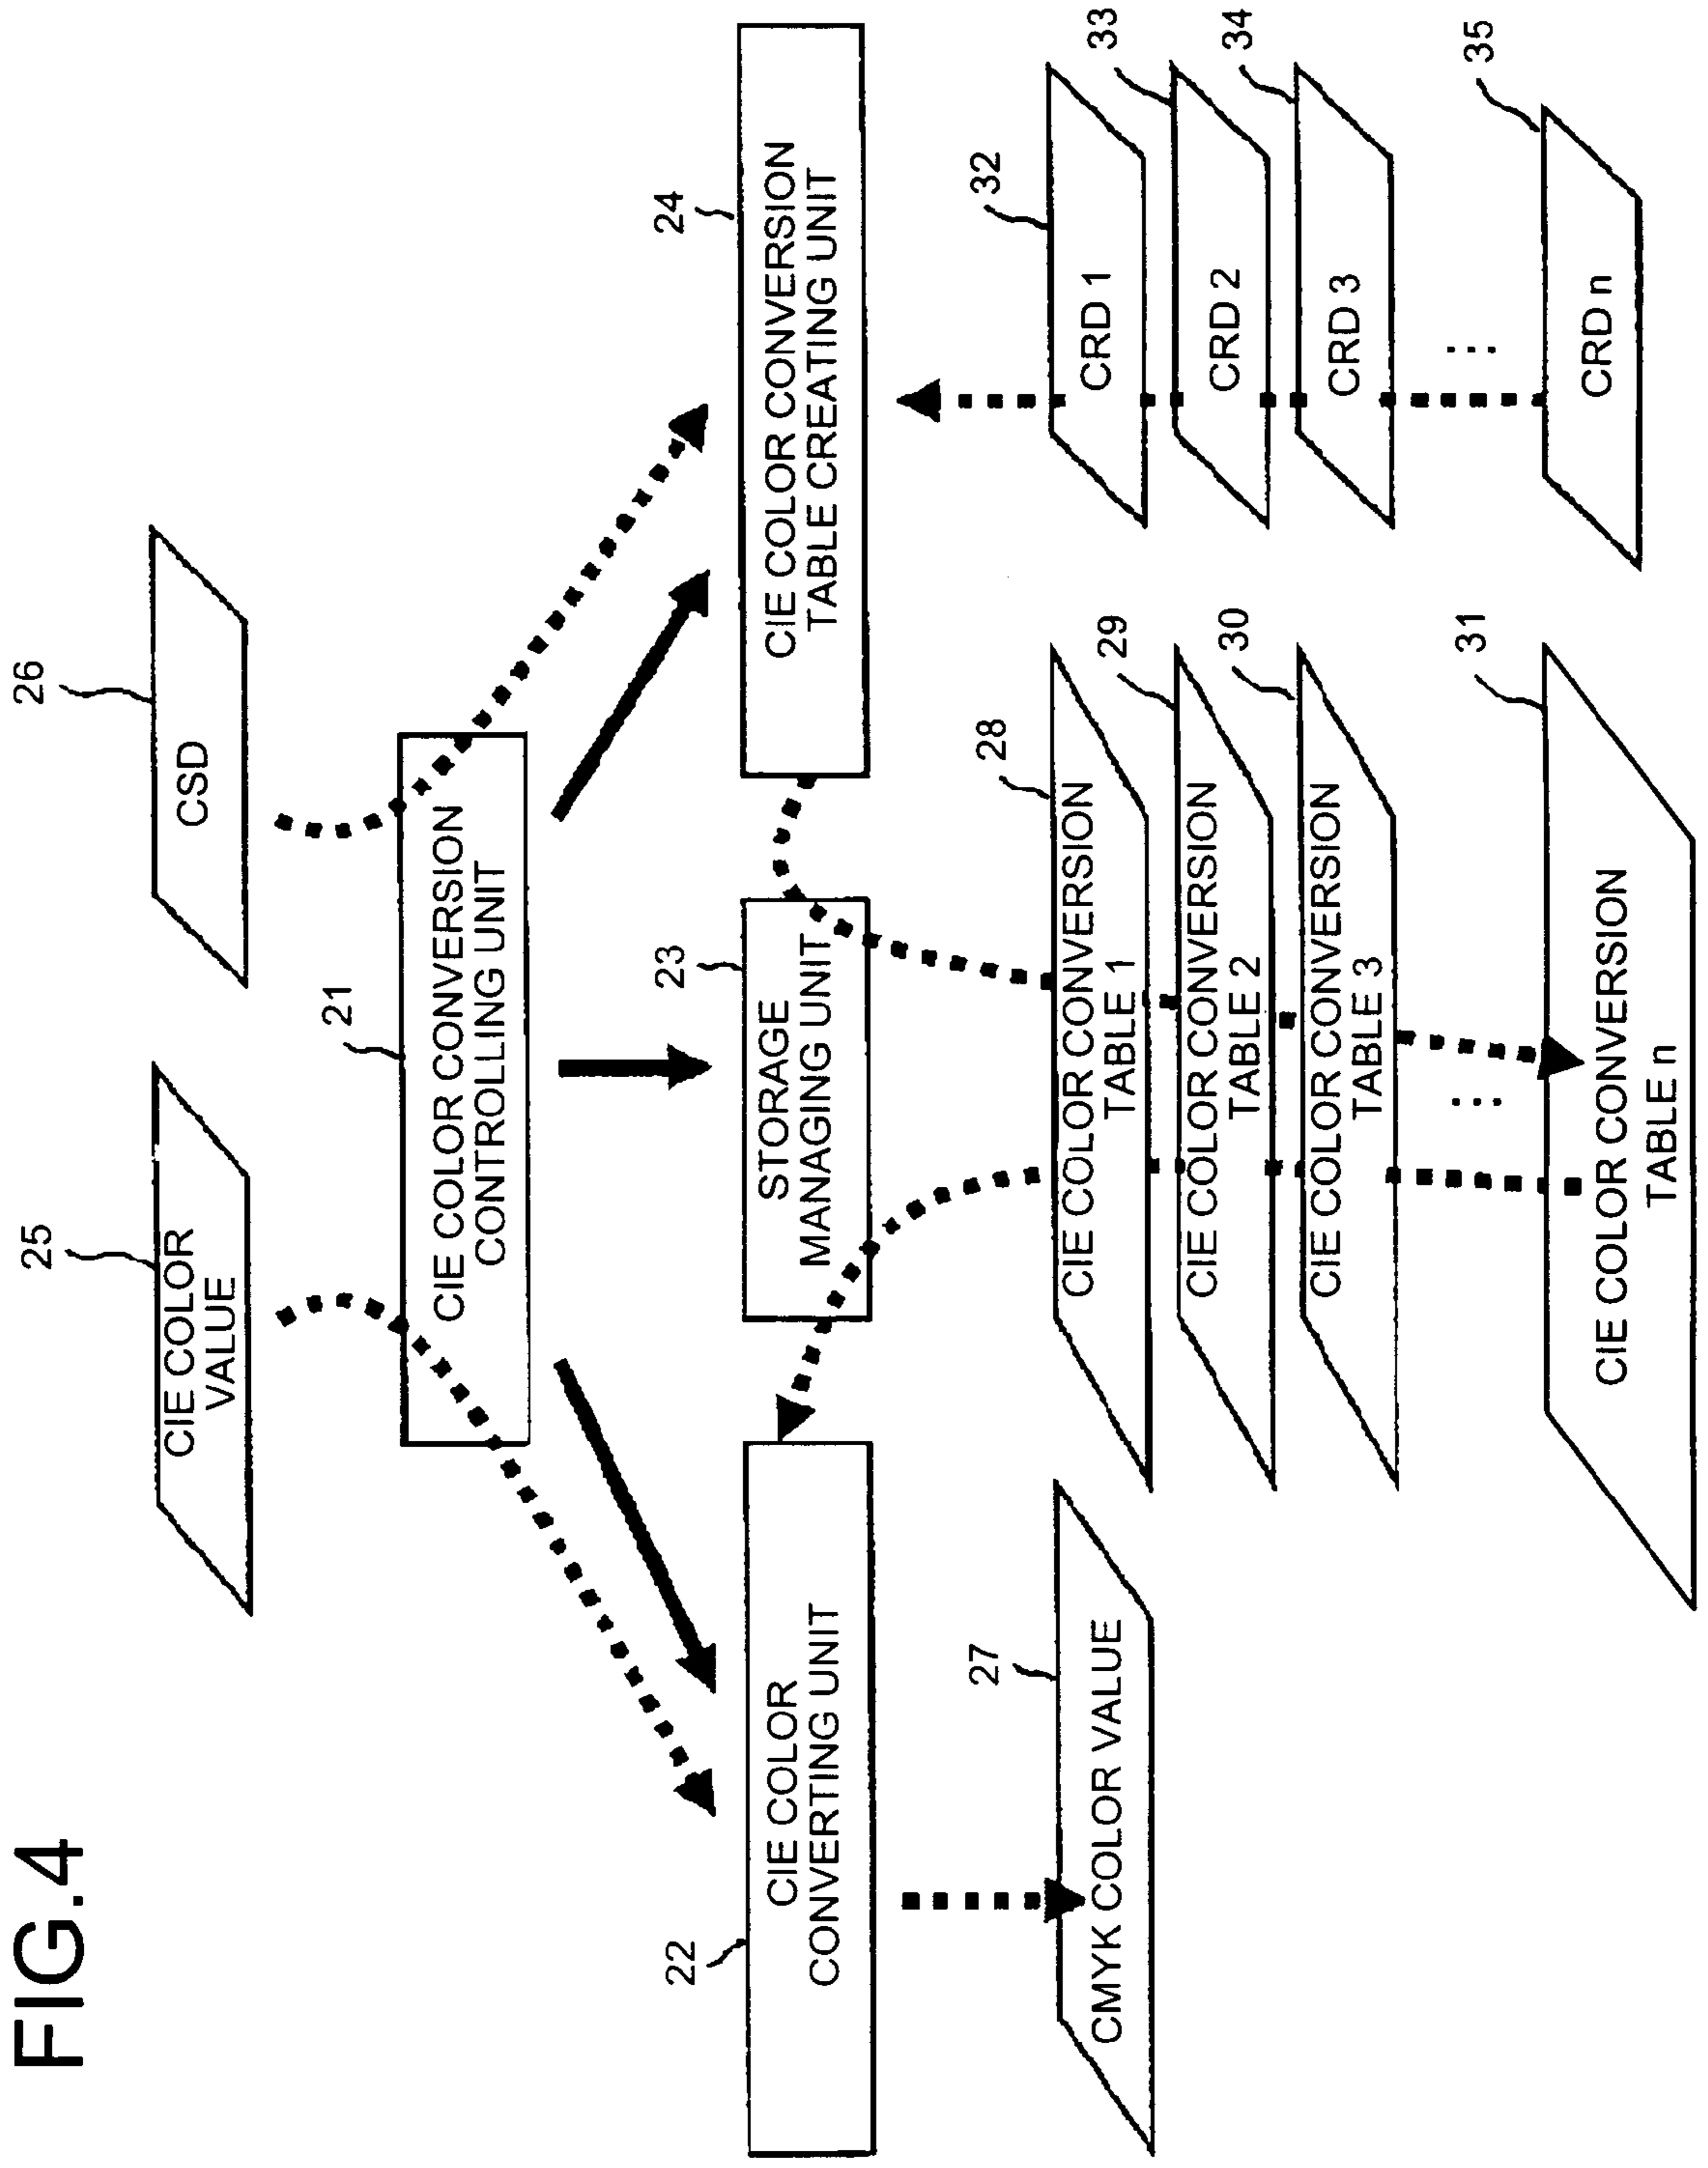 FIG.4
25
CIE COLOR
VALUE
26
CSD
21
CIE COLOR CONVERSION
CONTROLLING UNIT
22
CIE COLOR
CONVERTING UNIT
23
STORAGE
MANAGING UNIT
24
CIE COLOR CONVERSION
TABLE CREATING UNIT
27
CMYK COLOR VALUE
28
CIE COLOR CONVERSION
TABLE 1
29
CIE COLOR CONVERSION
TABLE 2
30
CIE COLOR CONVERSION
TABLE 3
...
31
CIE COLOR CONVERSION
TABLE n
32
CRD 1
33
CRD 2
34
CRD 3
...
35
CRD n